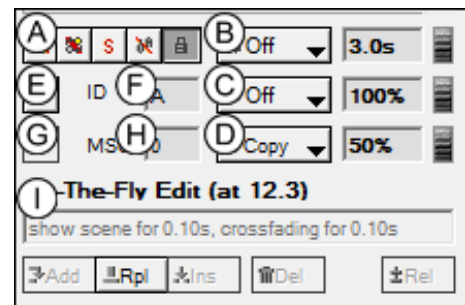 A S B Off 3.0s
E ID F A C Off 100%
G MS H 0 D Copy 50%
I -The-Fly Edit (at 12.3)
show scene for 0.10s, crossfading for 0.10s
Add Rpl Ins Del Rel